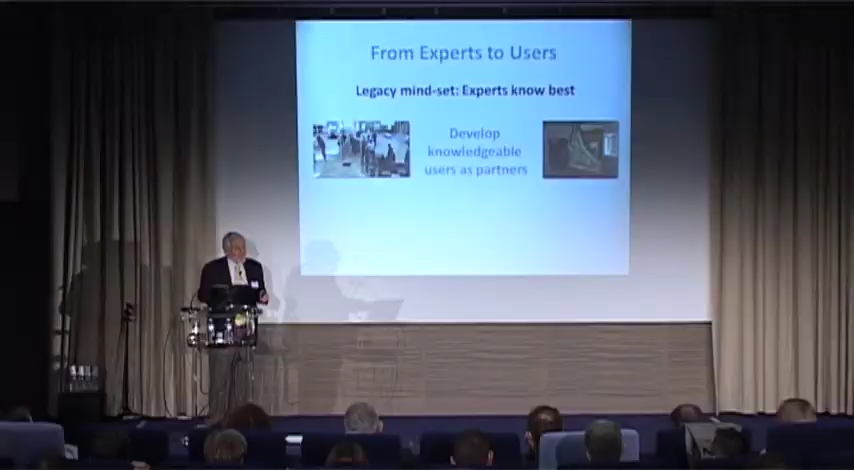 From Experts to Users
Legacy mind-set: Experts know best
Develop
knowledgeable
users as partners